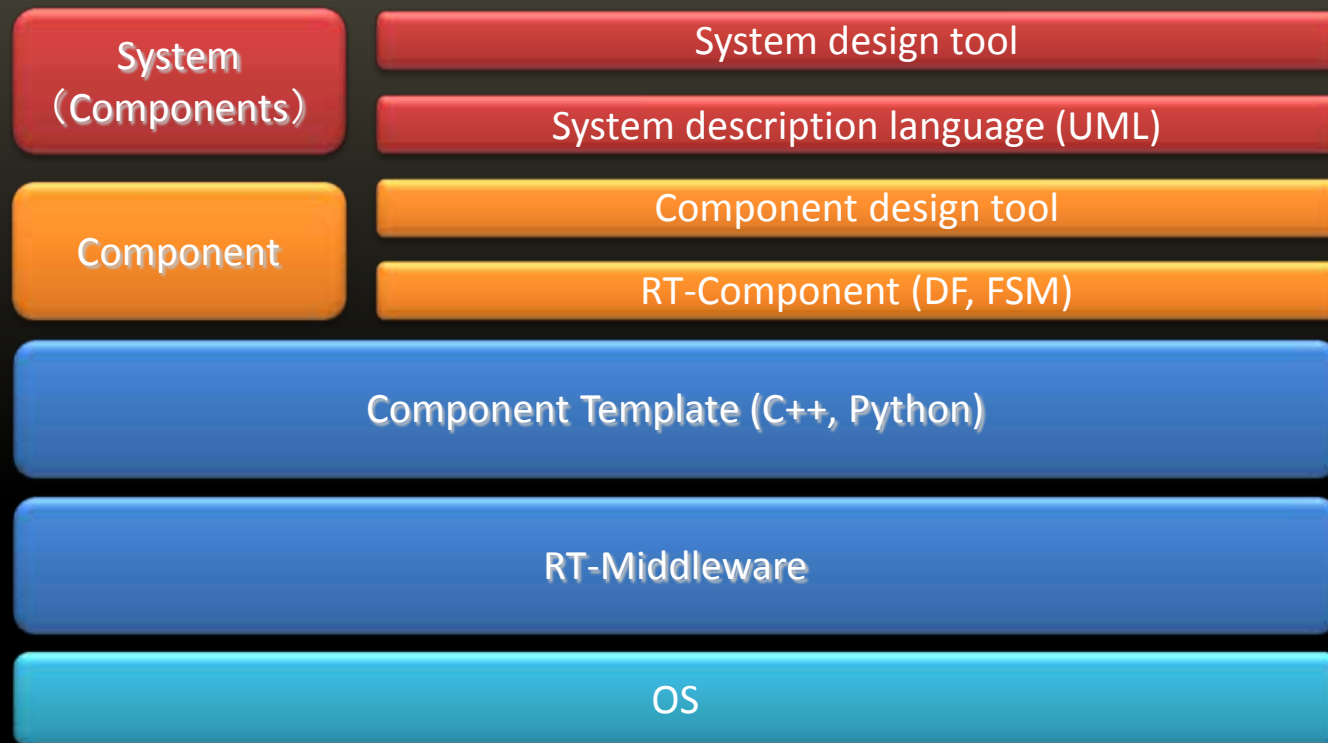 System
（Components）
System design tool
System description language (UML)
Component
Component design tool
RT-Component (DF, FSM)
Component Template (C++, Python)
RT-Middleware
OS